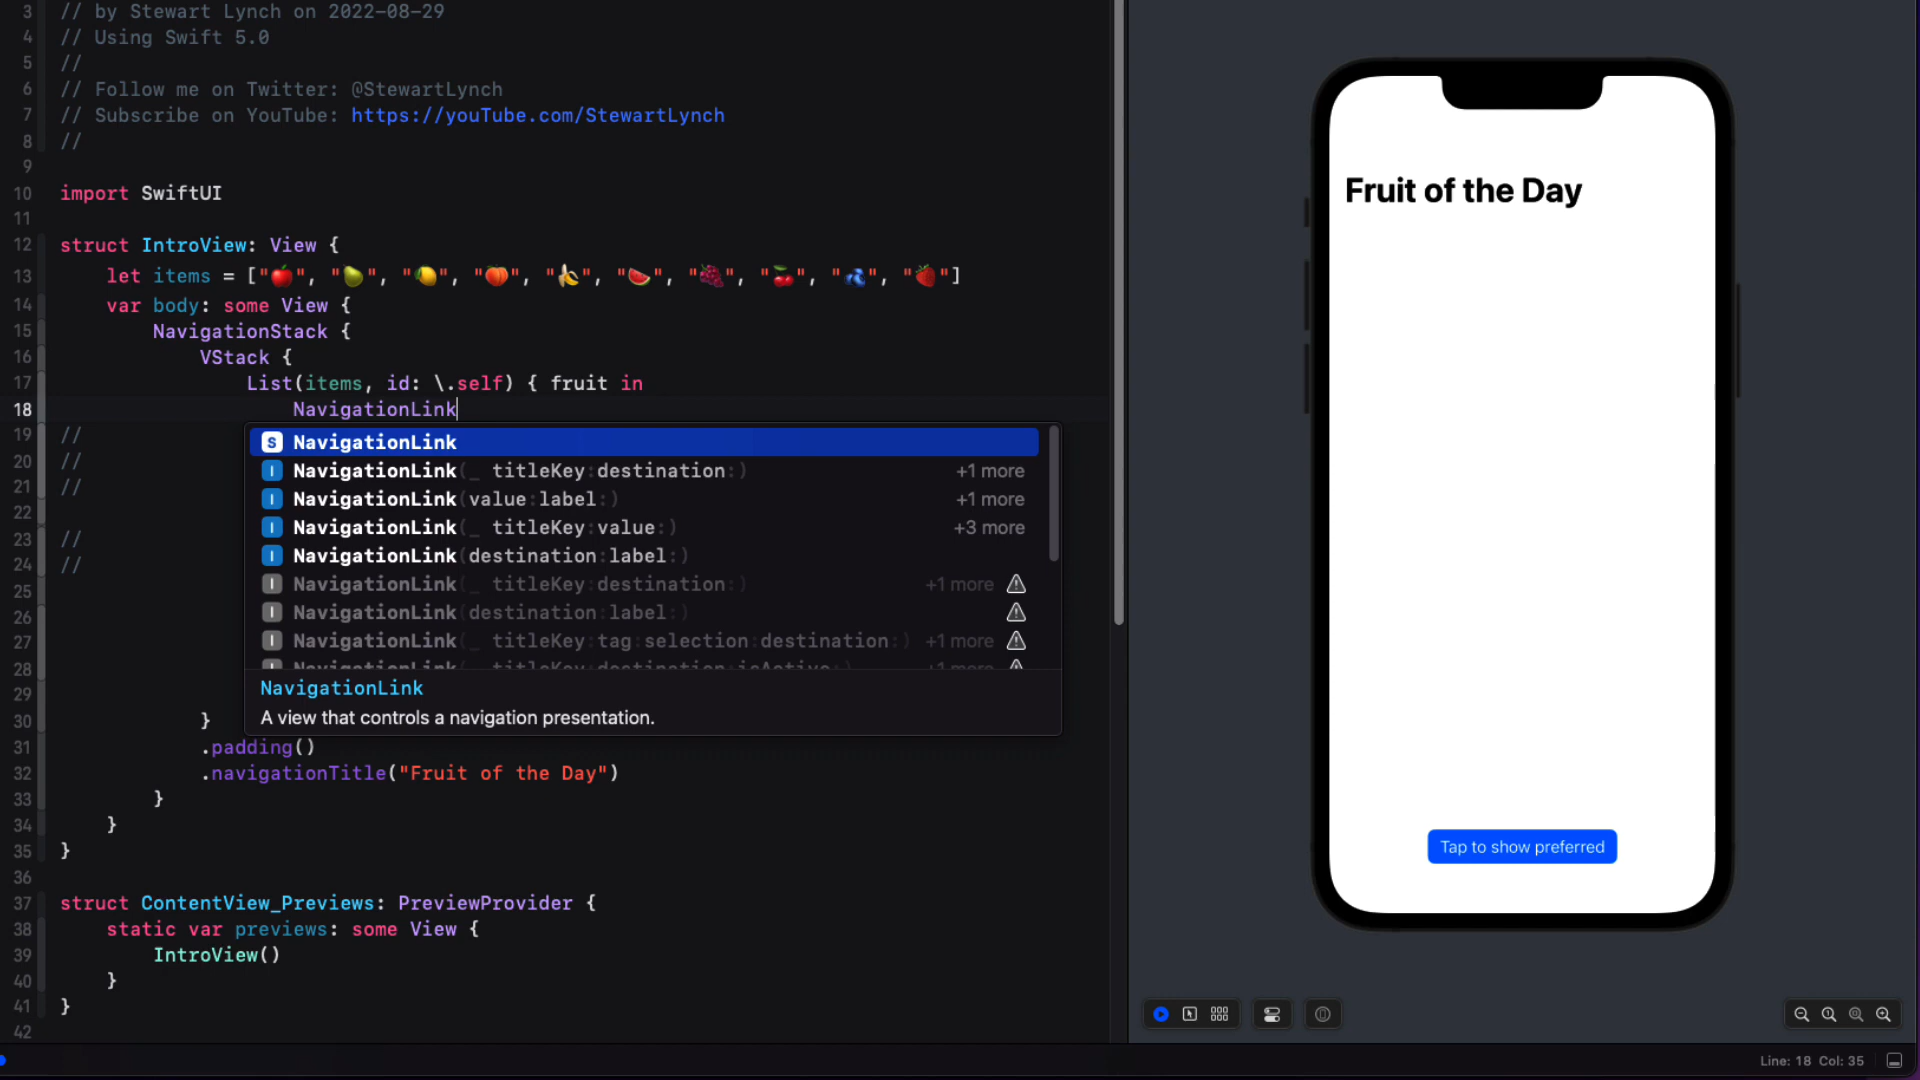 3 // by Stewart Lynch on 2022-08-29
4 // Using Swift 5.0
5 //
6 // Follow me on Twitter: @StewartLynch
7 // Subscribe on YouTube: https://youTube.com/StewartLynch
8 //
9
10 import SwiftUI
11
12 struct IntroView: View {
13 let items = ["🍎", "🍐", "🍋", "🍑", "🍌", "🍉", "🍇", "🍒", "🫐", "🍓"]
14 var body: some View {
15 NavigationStack {
16 VStack {
17 List(items, id: \.self) { fruit in
18 NavigationLink
19 //
20 //
21 //
22
23 //
24 //
25
26
27
28
29
30 }
31 .padding()
32 .navigationTitle("Fruit of the Day")
33 }
34 }
35 }
36
37 struct ContentView_Previews: PreviewProvider {
38 static var previews: some View {
39 IntroView()
40 }
41 }
42
S NavigationLink
I NavigationLink(_ titleKey:destination:) +1 more
I NavigationLink(value:label:) +1 more
I NavigationLink(_ titleKey:value:) +3 more
I NavigationLink(destination:label:)
I NavigationLink(_ titleKey:destination:) +1 more
I NavigationLink(destination:label:)
I NavigationLink(_ titleKey:tag:selection:destination:) +1 more
I NavigationLink(_ titleKey:destination:isActive:) +1 more
NavigationLink
A view that controls a navigation presentation.
Fruit of the Day
Tap to show preferred
Line: 18 Col: 35